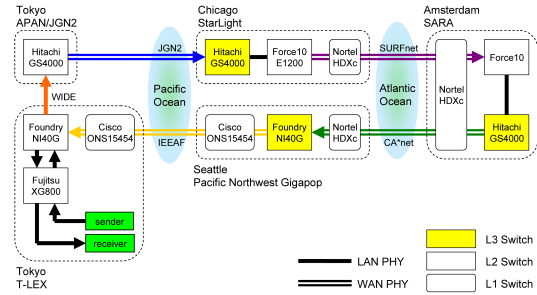 Tokyo
APAN/JGN2
Chicago
StarLight
Amsterdam
SARA
Hitachi
GS4000
JGN2
Hitachi
GS4000
Force10
E1200
Nortel
HDXc
SURFnet
Nortel
HDXc
Force10
WIDE
Pacific
Ocean
Atlantic
Ocean
Foundry
NI40G
Cisco
ONS15454
IEEAF
Cisco
ONS15454
Foundry
NI40G
Nortel
HDXc
CA*net
Hitachi
GS4000
Fujitsu
XG800
Seattle
Pacific Northwest Gigapop
sender
receiver
Tokyo
T-LEX
LAN PHY
WAN PHY
L3 Switch
L2 Switch
L1 Switch